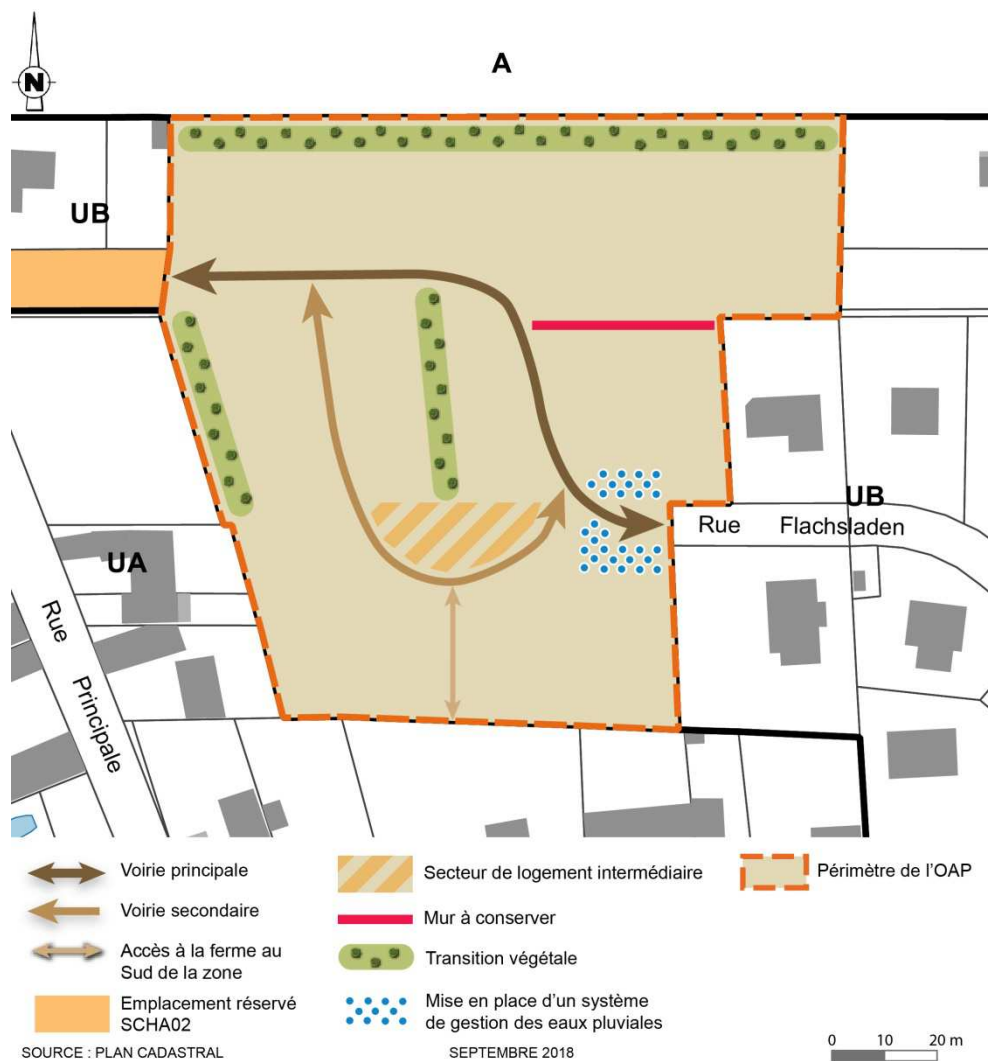 N
A
UB
UA
UB
Rue Flachsladen
Rue Principale
Voirie principale
Voirie secondaire
Accès à la ferme au
Sud de la zone
Emplacement réservé
SCHA02
Secteur de logement intermédiaire
Mur à conserver
Transition végétale
Mise en place d'un système
de gestion des eaux pluviales
Périmètre de l'OAP
SOURCE : PLAN CADASTRAL
SEPTEMBRE 2018
0 10 20 m